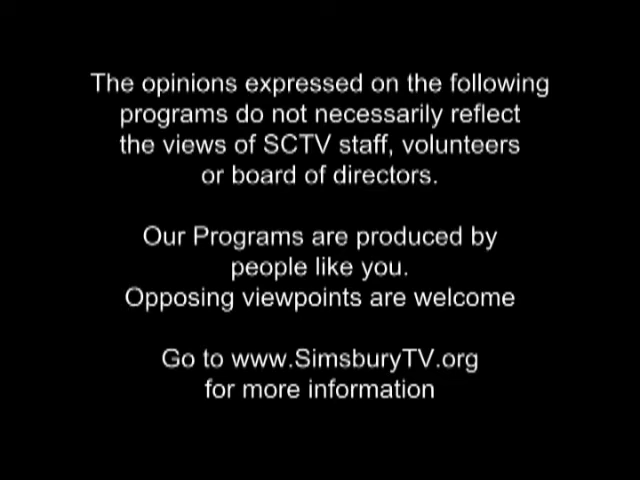 The opinions expressed on the following
programs do not necessarily reflect
the views of SCTV staff, volunteers
or board of directors.
Our Programs are produced by
people like you.
Opposing viewpoints are welcome
Go to www.SimsburyTV.org
for more information